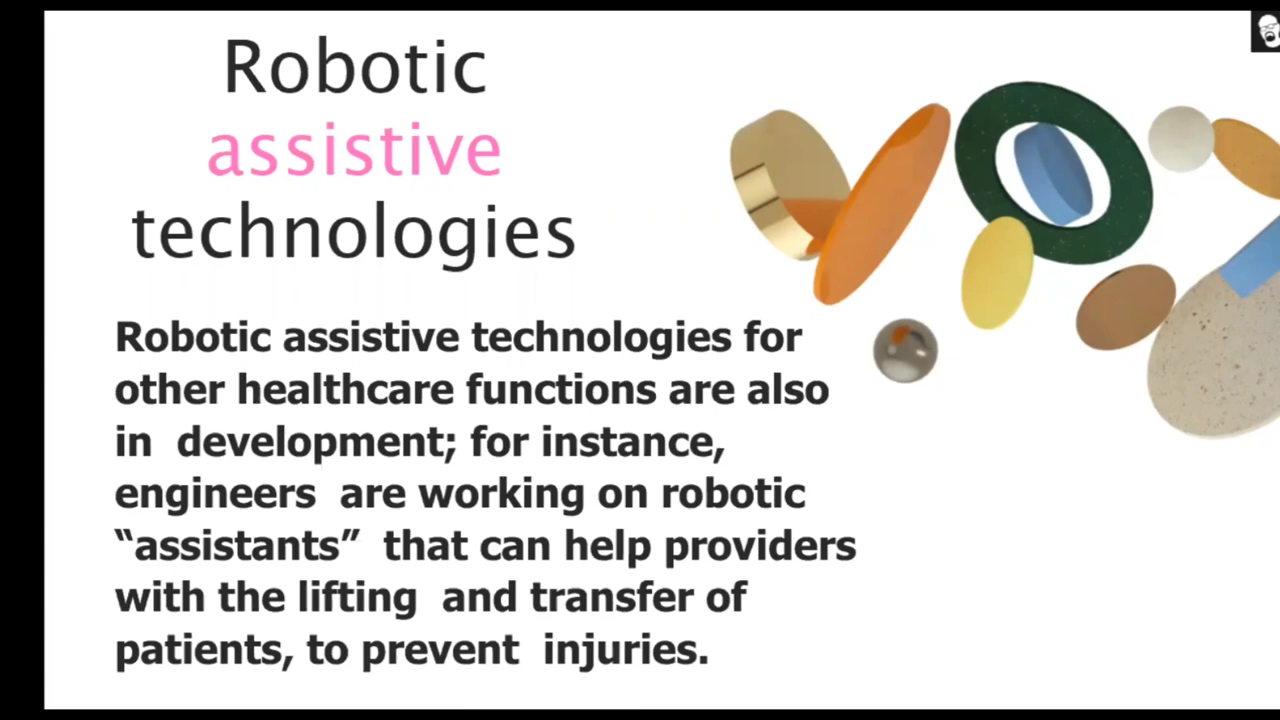 Robotic
assistive
technologies
Robotic assistive technologies for
other healthcare functions are also
in  development; for instance,
engineers  are working on robotic
“assistants”  that can help providers
with the lifting  and transfer of
patients, to prevent  injuries.